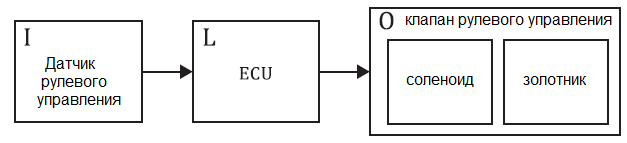 I
Датчик
рулевого
управления
L
ECU
O клапан рулевого управления
соленоид
золотник